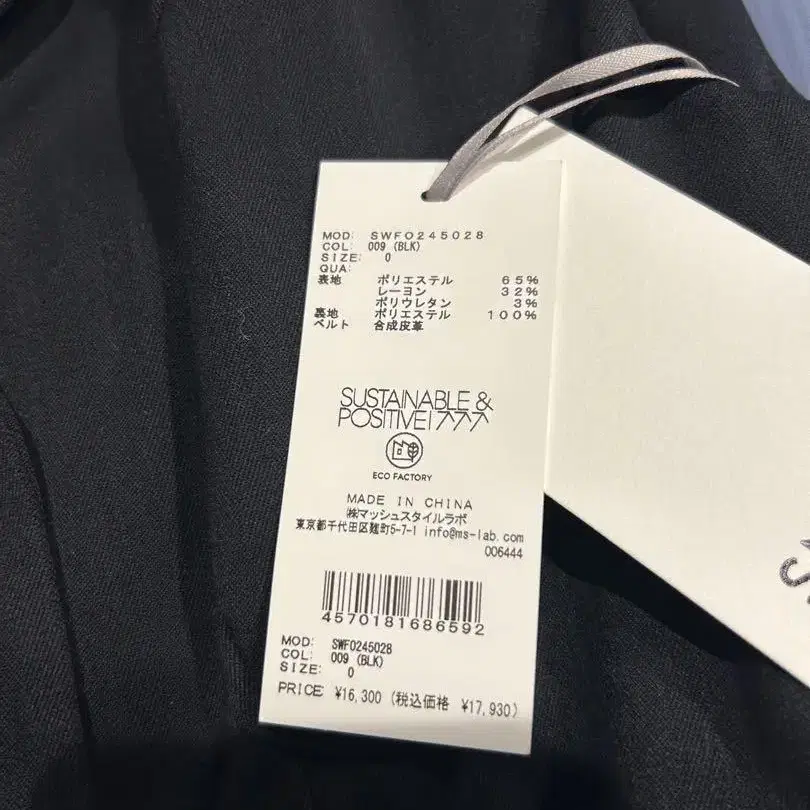 MOD: SWFO245028
COL: 009 (BLK)
SIZE: 0
QUA:
表地 ポリエステル 65%
レーヨン 32%
ポリウレタン 3%
裏地 ポリエステル 100%
ベルト 合成皮革
SUSTAINABLE &
POSITIVE!
ECO FACTORY
MADE IN CHINA
㈱マッシュスタイルラボ
東京都千代田区麹町5-7-1 info@ms-lab.com
006444
4570181686592
MOD: SWFO245028
COL: 009 (BLK)
SIZE: 0
PRICE: ¥16,300 (税込価格 ¥17,930)